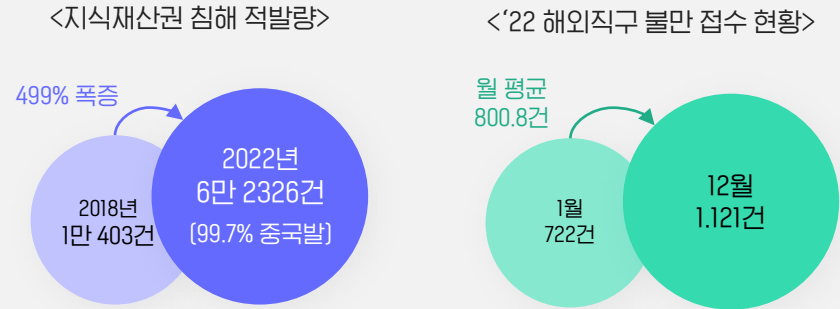 <지식재산권 침해 적발량>
499% 폭증
2018년
1만 403건
2022년
6만 2326건
(99.7% 중국발)
<‘22 해외직구 불만 접수 현황>
월 평균
800.8건
1월
722건
12월
1.121건